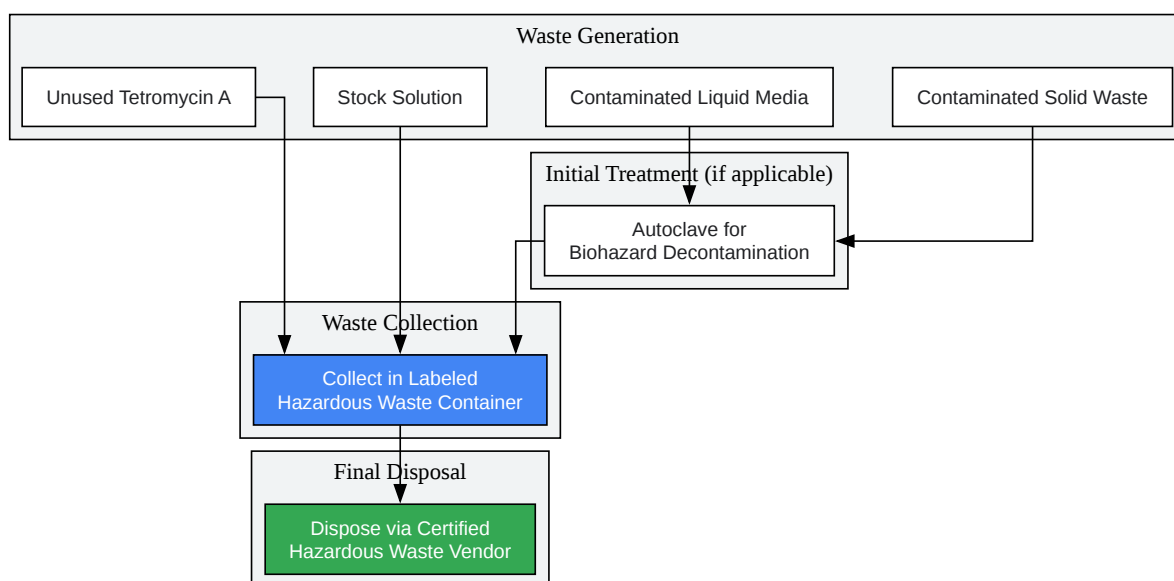 Waste Generation
Unused Tetromycin A
Stock Solution
Contaminated Liquid Media
Contaminated Solid Waste
Initial Treatment (if applicable)
Autoclave for
Biohazard Decontamination
Waste Collection
Collect in Labeled
Hazardous Waste Container
Final Disposal
Dispose via Certified
Hazardous Waste Vendor